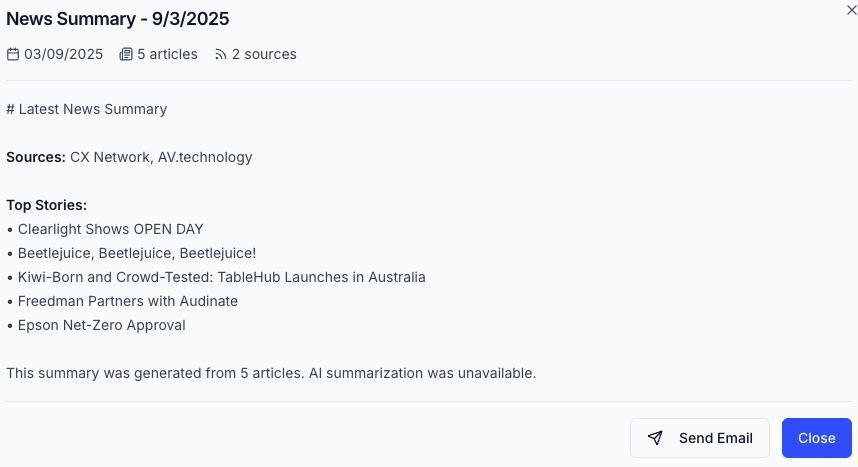 News Summary - 9/3/2025
03/09/2025 5 articles 2 sources
# Latest News Summary
Sources: CX Network, AV.technology
Top Stories:
• Clearlight Shows OPEN DAY
• Beetlejuice, Beetlejuice, Beetlejuice!
• Kiwi-Born and Crowd-Tested: TableHub Launches in Australia
• Freedman Partners with Audinate
• Epson Net-Zero Approval
This summary was generated from 5 articles. AI summarization was unavailable.
Send Email Close